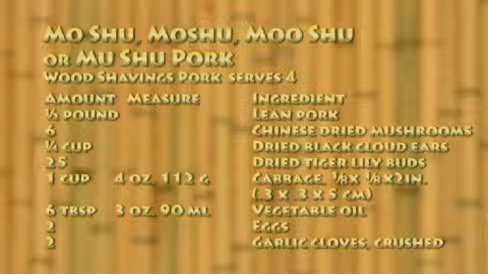 Mo Shu, Moshu, Moo Shu
or Mu Shu Pork
Wood Shavings Pork, serves 4
Amount Measure Ingredient
½ pound Lean pork
6 Chinese dried mushrooms
¼ cup Dried black cloud ears
25 Dried tiger lily buds
1 cup 4 oz, 112 g Cabbage, ⅛x ⅛x2in.
(.3 x .3 x 5 cm)
6 tbsp 3 oz, 90 ml Vegetable oil
2 Eggs
2 Garlic cloves, crushed